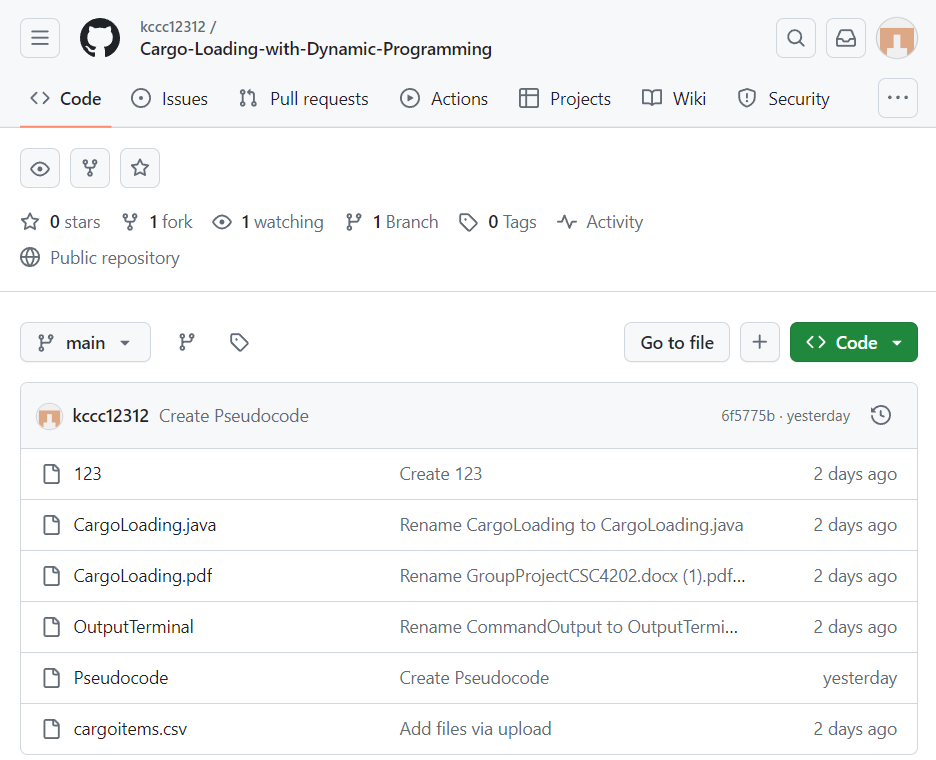 kccc12312 /
Cargo-Loading-with-Dynamic-Programming
Code Issues Pull requests Actions Projects Wiki Security
0 stars 1 fork 1 watching 1 Branch 0 Tags Activity
Public repository
main Go to file Code
kccc12312 Create Pseudocode 6f5775b · yesterday
123 Create 123 2 days ago
CargoLoading.java Rename CargoLoading to CargoLoading.java 2 days ago
CargoLoading.pdf Rename GroupProjectCSC4202.docx (1).pdf... 2 days ago
OutputTerminal Rename CommandOutput to OutputTermi... 2 days ago
Pseudocode Create Pseudocode yesterday
cargoitems.csv Add files via upload 2 days ago